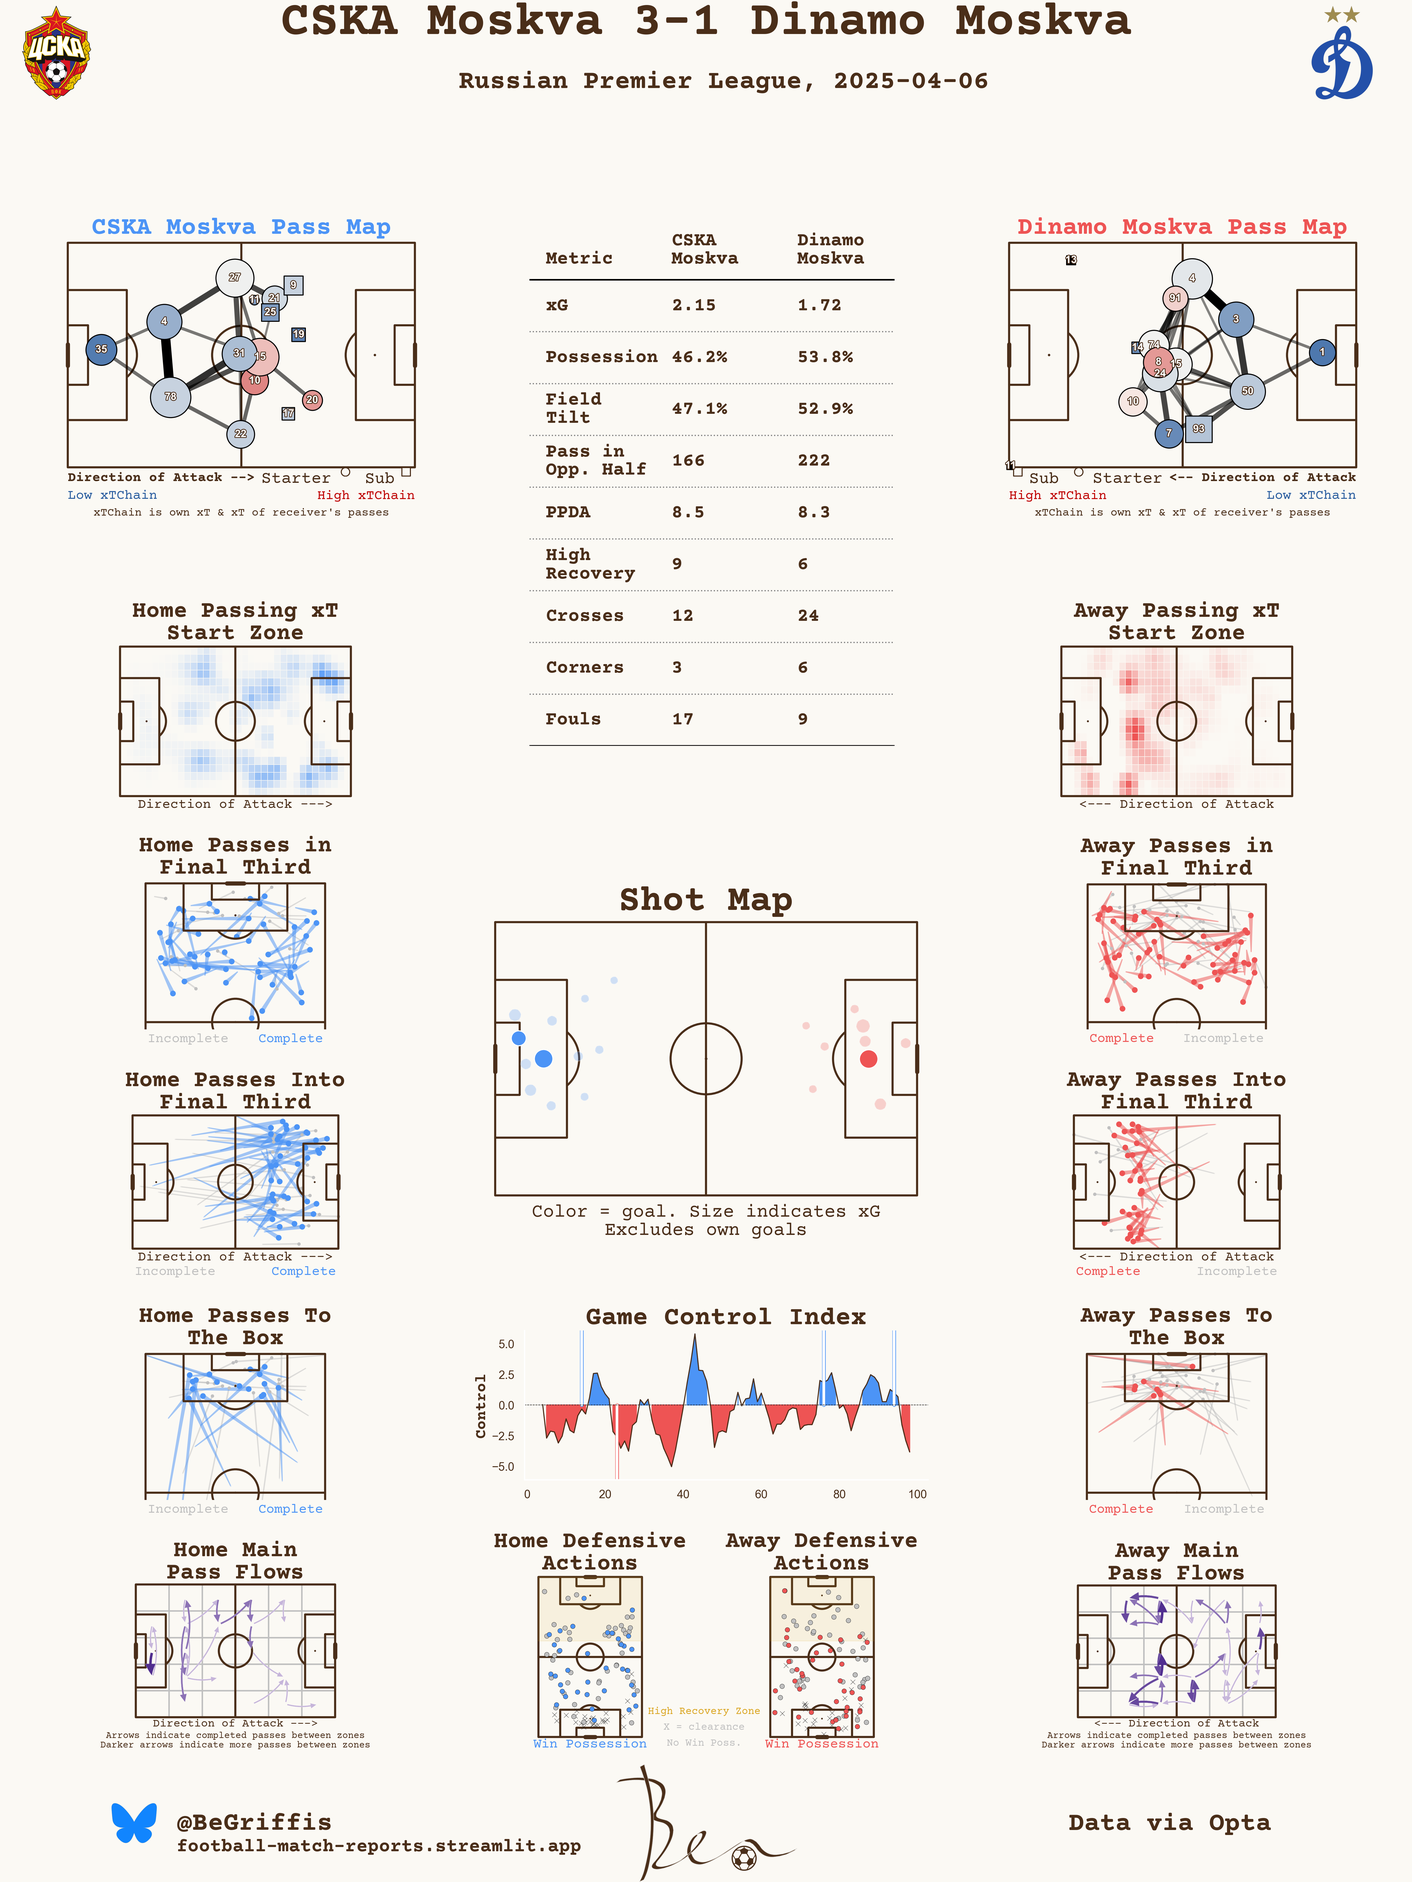 CSKA Moskva 3-1 Dinamo Moskva
Russian Premier League, 2025-04-06
ЦСКА
CSKA Moskva Pass Map
27
9
11
21
25
4
19
35
31
15
10
78
20
17
22
Direction of Attack --> Starter Sub
Low xTChain High xTChain
xTChain is own xT & xT of receiver's passes
Metric CSKA Moskva Dinamo Moskva
xG 2.15 1.72
Possession 46.2% 53.8%
Field Tilt 47.1% 52.9%
Pass in Opp. Half 166 222
PPDA 8.5 8.3
High Recovery 9 6
Crosses 12 24
Corners 3 6
Fouls 17 9
Dinamo Moskva Pass Map
13
4
91
3
14
74
1
8
15
24
50
10
93
7
11
Sub Starter <-- Direction of Attack
High xTChain Low xTChain
xTChain is own xT & xT of receiver's passes
Home Passing xT
Start Zone
Direction of Attack --->
Away Passing xT
Start Zone
<--- Direction of Attack
Home Passes in
Final Third
Incomplete Complete
Away Passes in
Final Third
Complete Incomplete
Shot Map
Color = goal. Size indicates xG
Excludes own goals
Home Passes Into
Final Third
Direction of Attack --->
Incomplete Complete
Away Passes Into
Final Third
<--- Direction of Attack
Complete Incomplete
Home Passes To
The Box
Incomplete Complete
Game Control Index
Control
5.0
2.5
0.0
−2.5
−5.0
0 20 40 60 80 100
Away Passes To
The Box
Complete Incomplete
Home Main
Pass Flows
Direction of Attack --->
Arrows indicate completed passes between zones
Darker arrows indicate more passes between zones
Home Defensive
Actions
Win Possession
Away Defensive
Actions
Win Possession
High Recovery Zone
X = clearance
No Win Poss.
Away Main
Pass Flows
<--- Direction of Attack
Arrows indicate completed passes between zones
Darker arrows indicate more passes between zones
@BeGriffis
football-match-reports.streamlit.app
Ben
Data via Opta